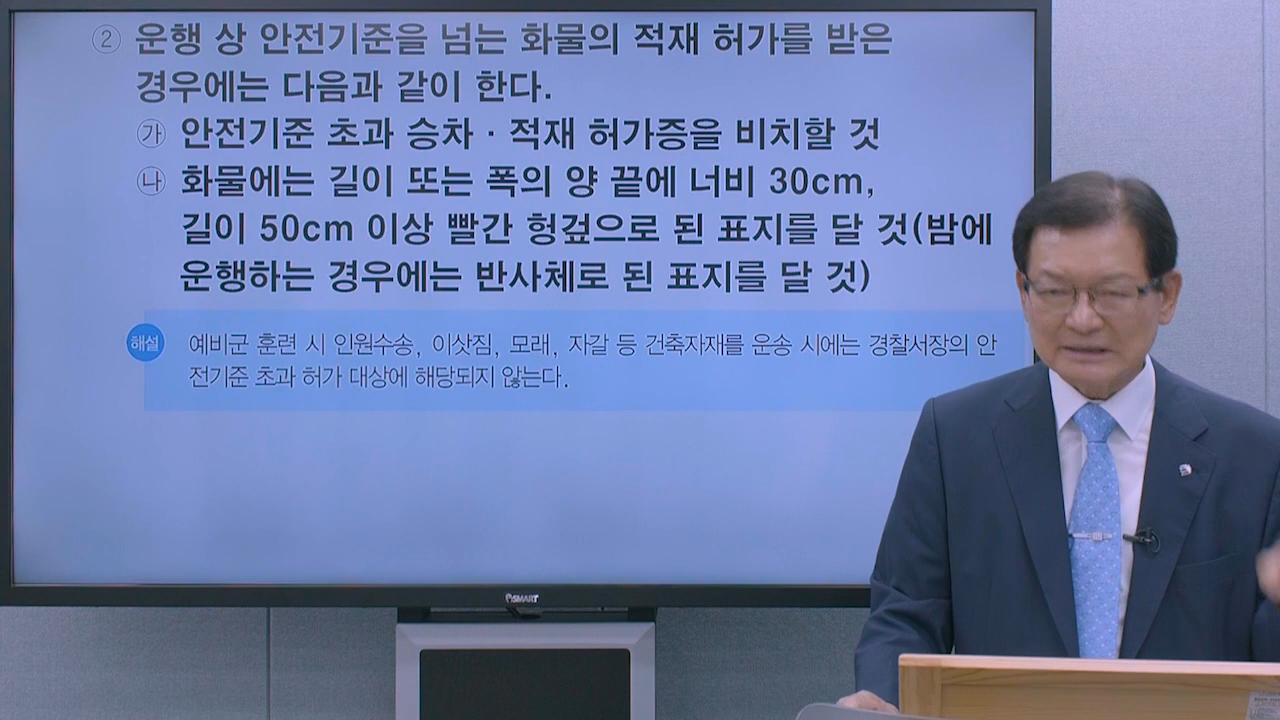 ② 운행 상 안전기준을 넘는 화물의 적재 허가를 받은
경우에는 다음과 같이 한다.
㉮ 안전기준 초과 승차 · 적재 허가증을 비치할 것
㉯ 화물에는 길이 또는 폭의 양 끝에 너비 30cm,
길이 50cm 이상 빨간 헝겊으로 된 표지를 달 것(밤에
운행하는 경우에는 반사체로 된 표지를 달 것)
해설 예비군 훈련 시 인원수송, 이삿짐, 모래, 자갈 등 건축자재를 운송 시에는 경찰서장의 안
전기준 초과 허가 대상에 해당되지 않는다.
SMART